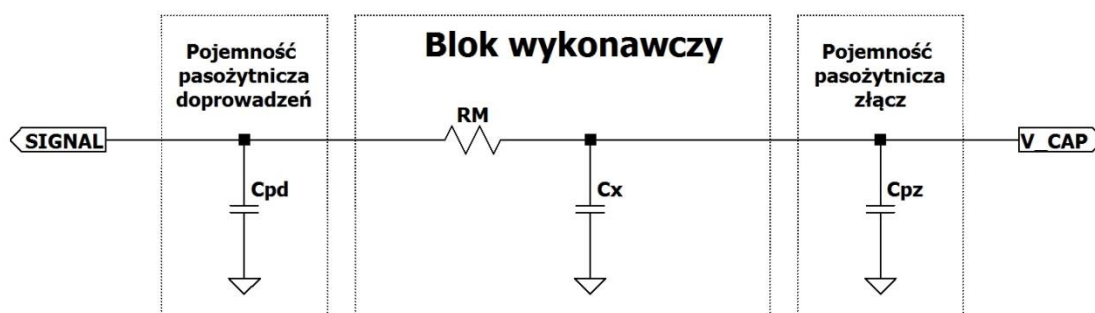 Pojemność
pasożytnicza
doprowadzeń
Blok wykonawczy
Pojemność
pasożytnicza
złącz
SIGNAL
RM
V_CAP
Cpd
Cx
Cpz